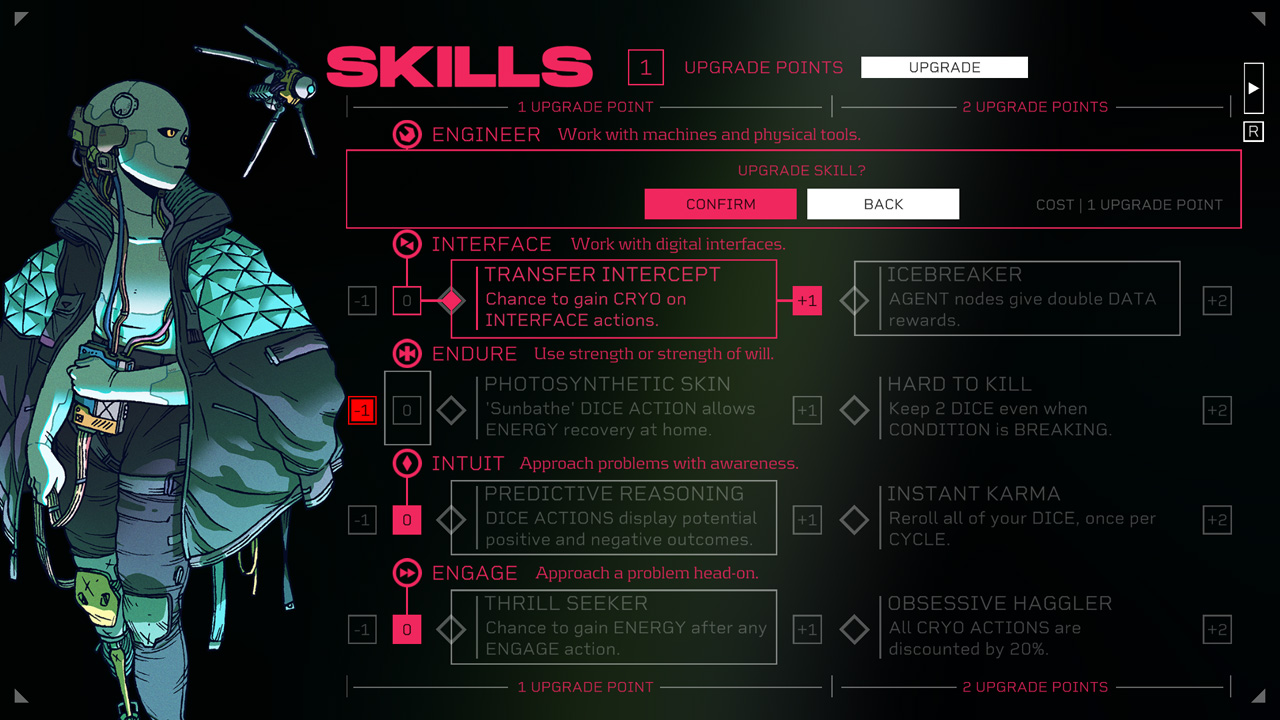 SKILLS 1 UPGRADE POINTS UPGRADE
1 UPGRADE POINT 2 UPGRADE POINTS
R
ENGINEER Work with machines and physical tools.
UPGRADE SKILL?
CONFIRM BACK COST | 1 UPGRADE POINT
INTERFACE Work with digital interfaces.
TRANSFER INTERCEPT ICEBREAKER
-1 0 Chance to gain CRYO on +1 AGENT nodes give double DATA +2
INTERFACE actions. rewards.
ENDURE Use strength or strength of will.
PHOTOSYNTHETIC SKIN HARD TO KILL
-1 0 'Sunbathe' DICE ACTION allows +1 Keep 2 DICE even when +2
ENERGY recovery at home. CONDITION is BREAKING.
INTUIT Approach problems with awareness.
PREDICTIVE REASONING INSTANT KARMA
-1 0 DICE ACTIONS display potential +1 Reroll all of your DICE, once per +2
positive and negative outcomes. CYCLE.
ENGAGE Approach a problem head-on.
THRILL SEEKER OBSESSIVE HAGGLER
-1 0 Chance to gain ENERGY after any +1 All CRYO ACTIONS are +2
ENGAGE action. discounted by 20%.
1 UPGRADE POINT 2 UPGRADE POINTS